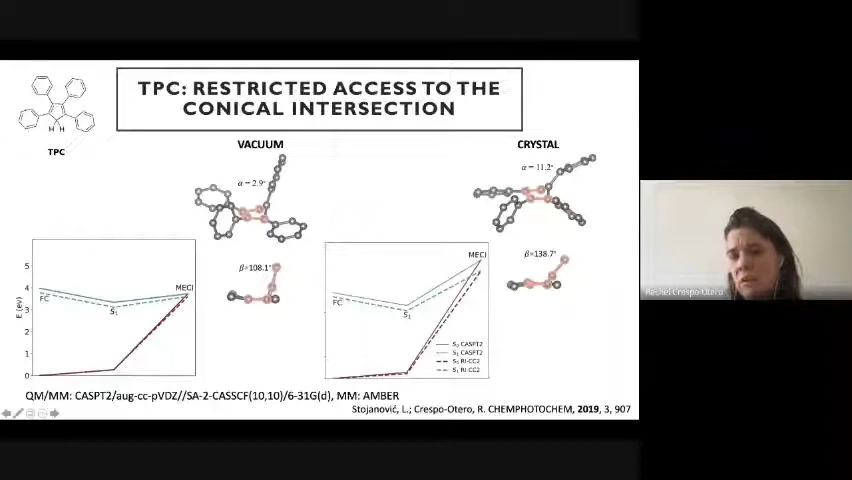 TPC: RESTRICTED ACCESS TO THE
CONICAL INTERSECTION
H H
TPC
VACUUM
α = 2.9°
β=108.1°
CRYSTAL
α = 11.2°
β=138.7°
E (ev)
5
4
3
2
1
0
FC
S₁
MECI
FC
S₁
MECI
S₀ CASPT2
S₁ CASPT2
S₀ RI-CC2
S₁ RI-CC2
QM/MM: CASPT2/aug-cc-pVDZ//SA-2-CASSCF(10,10)/6-31G(d), MM: AMBER
Stojanović, L.; Crespo-Otero, R. CHEMPHOTOCHEM, 2019, 3, 907
Rachel Crespo-Otero